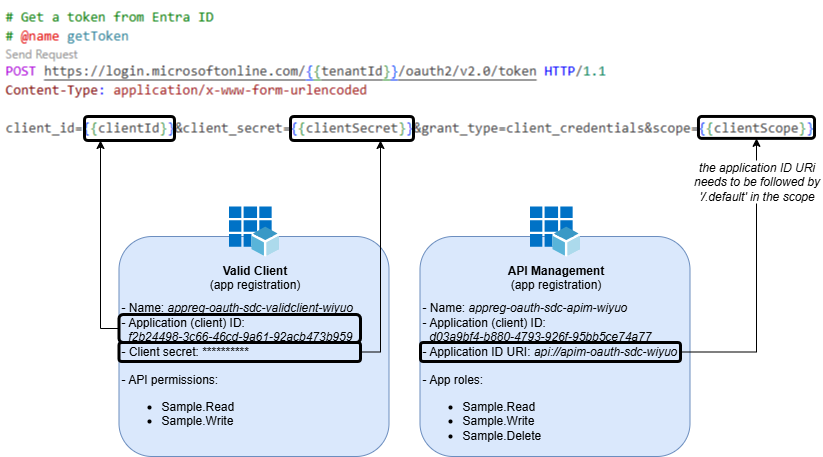 # Get a token from Entra ID
# @name getToken
Send Request
POST https://login.microsoftonline.com/{{tenantId}}/oauth2/v2.0/token HTTP/1.1
Content-Type: application/x-www-form-urlencoded
client_id={{clientId}}&client_secret={{clientSecret}}&grant_type=client_credentials&scope={{clientScope}}
the application ID URi
needs to be followed by
'/.default' in the scope
Valid Client
(app registration)
- Name: appreg-oauth-sdc-validclient-wiyuo
- Application (client) ID:
f2b24498-3c66-46cd-9a61-92acb473b959
- Client secret: **********
- API permissions:
• Sample.Read
• Sample.Write
API Management
(app registration)
- Name: appreg-oauth-sdc-apim-wiyuo
- Application (client) ID:
d03a9bf4-b880-4793-926f-95bb5ce74a77
- Application ID URI: api://apim-oauth-sdc-wiyuo
- App roles:
• Sample.Read
• Sample.Write
• Sample.Delete